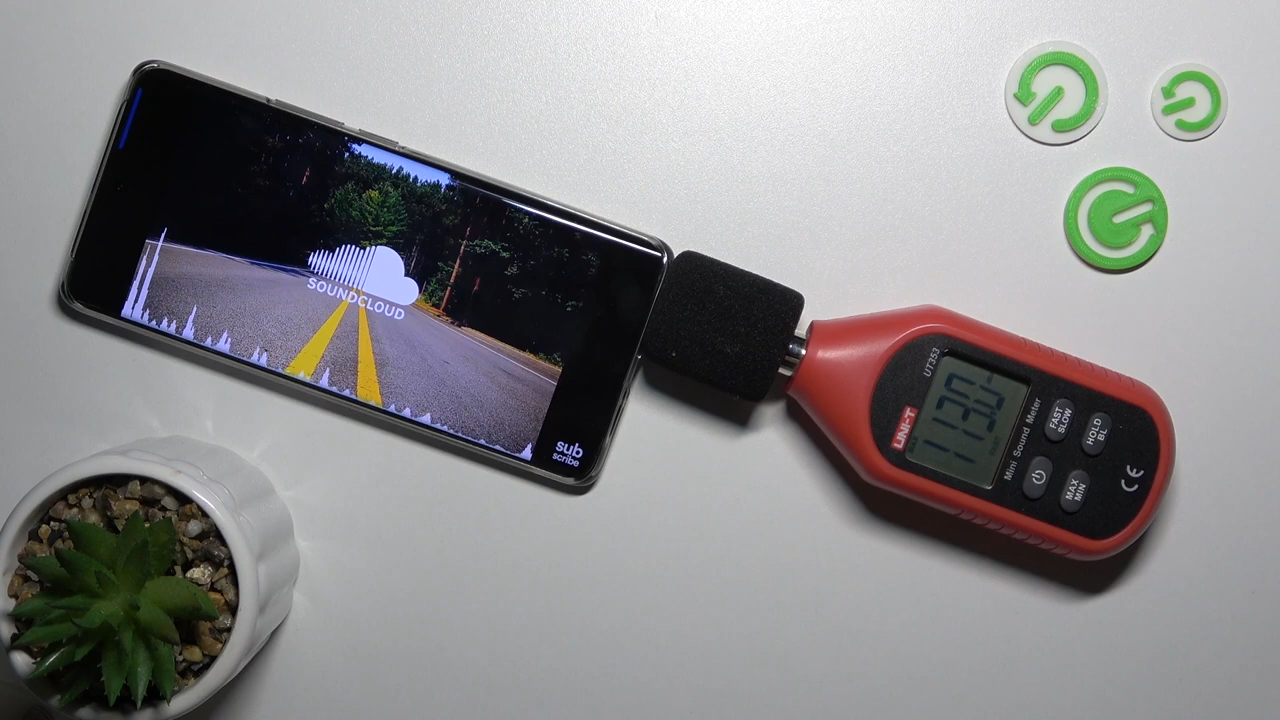 SOUNDCLOUD
sub
scribe
UNI-T
UT353
Mini Sound Meter
FAST
SLOW
HOLD
BL
MAX
MIN
CE